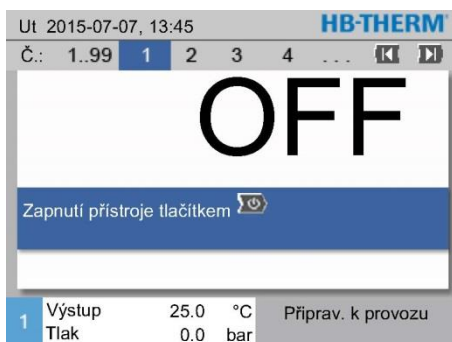 Ut 2015-07-07, 13:45 HB-THERM®
Č.: 1..99 1 2 3 4 ...
OFF
Zapnutí přístroje tlačítkem
1 Výstup 25.0 °C Připrav. k provozu
Tlak 0.0 bar